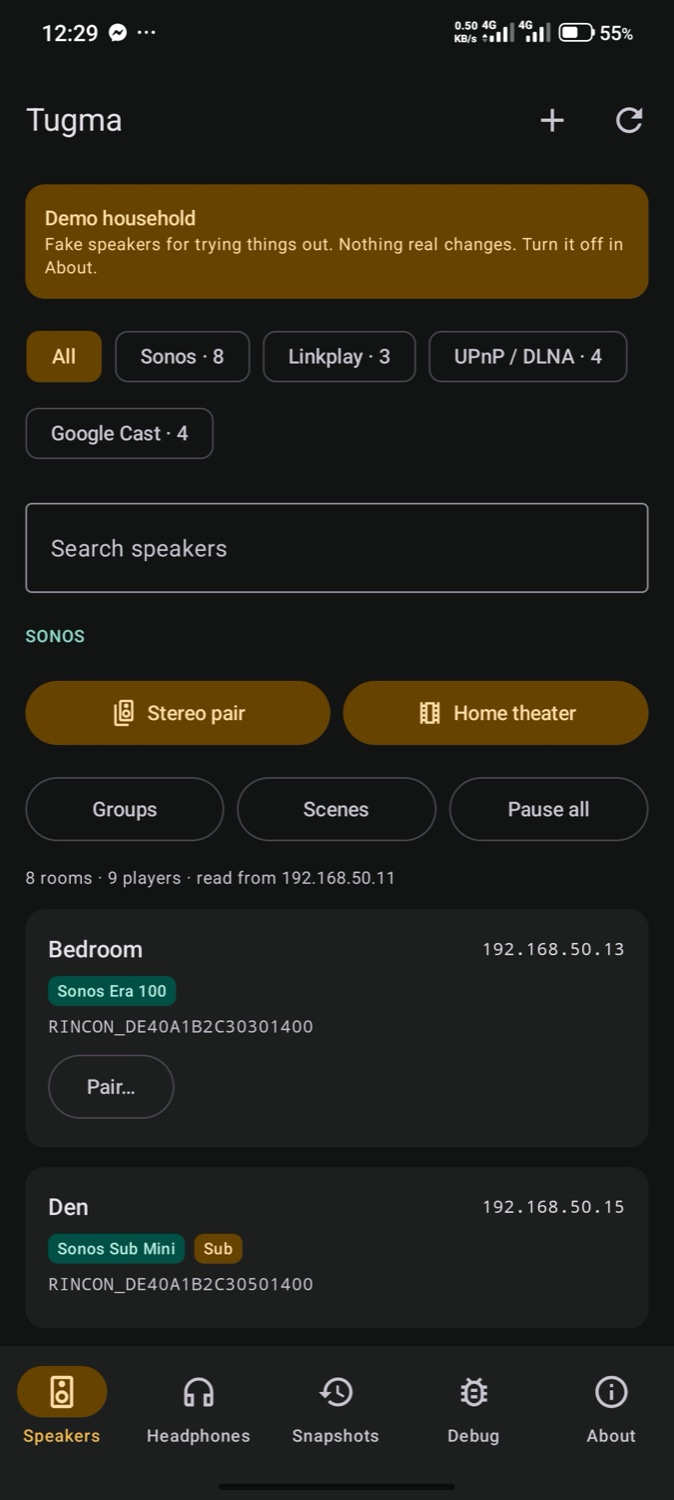 12:29 ...
0.50 KB/s 4G 4G 55%
Tugma
Demo household
Fake speakers for trying things out. Nothing real changes. Turn it off in
About.
All Sonos · 8 Linkplay · 3 UPnP / DLNA · 4
Google Cast · 4
Search speakers
SONOS
Stereo pair Home theater
Groups Scenes Pause all
8 rooms · 9 players · read from 192.168.50.11
Bedroom 192.168.50.13
Sonos Era 100
RINCON_DE40A1B2C30301400
Pair...
Den 192.168.50.15
Sonos Sub Mini Sub
RINCON_DE40A1B2C30501400
Speakers Headphones Snapshots Debug About